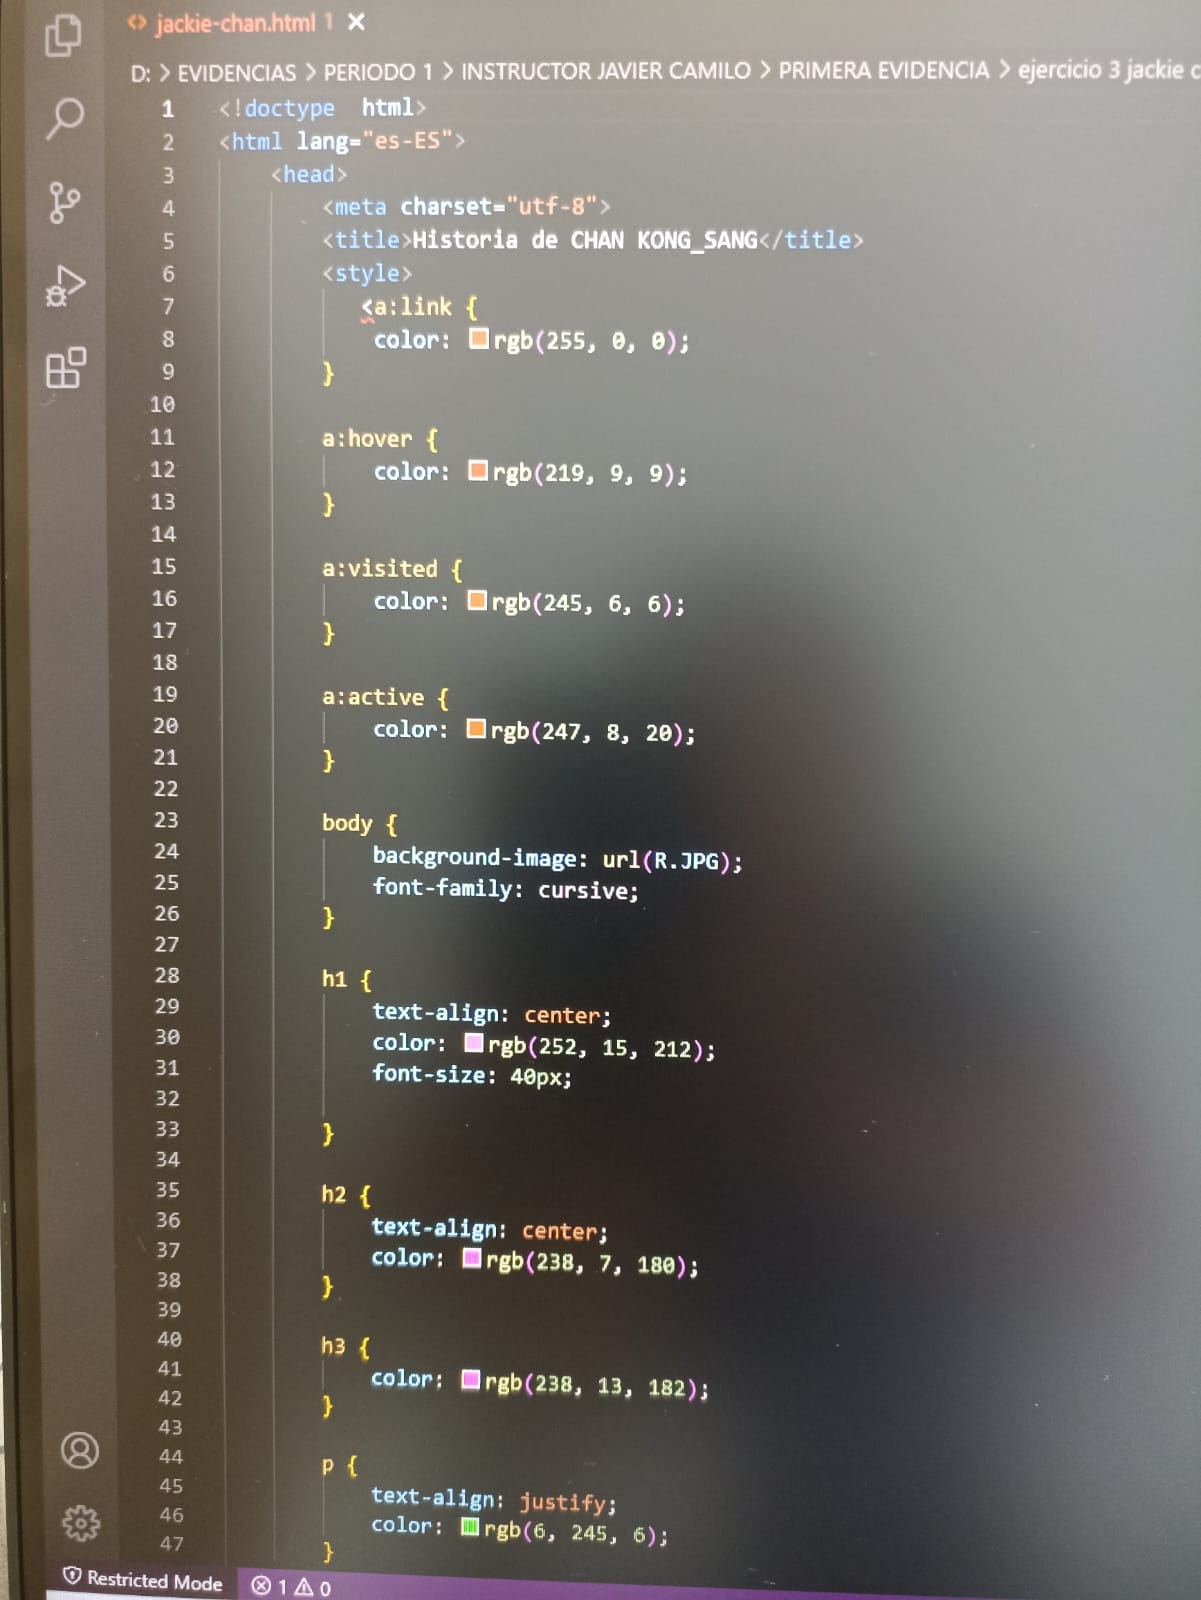 jackie-chan.html 1
D: > EVIDENCIAS > PERIODO 1 > INSTRUCTOR JAVIER CAMILO > PRIMERA EVIDENCIA > ejercicio 3 jackie c
1 <!doctype  html>
2 <html lang="es-ES">
3 <head>
4 <meta charset="utf-8">
5 <title>Historia de CHAN KONG_SANG</title>
6 <style>
7 <a:link {
8 color: rgb(255, 0, 0);
9 }
10
11 a:hover {
12 color: rgb(219, 9, 9);
13 }
14
15 a:visited {
16 color: rgb(245, 6, 6);
17 }
18
19 a:active {
20 color: rgb(247, 8, 20);
21 }
22
23 body {
24 background-image: url(R.JPG);
25 font-family: cursive;
26 }
27
28 h1 {
29 text-align: center;
30 color: rgb(252, 15, 212);
31 font-size: 40px;
32
33 }
34
35 h2 {
36 text-align: center;
37 color: rgb(238, 7, 180);
38 }
39
40 h3 {
41 color: rgb(238, 13, 182);
42 }
43
44 p {
45 text-align: justify;
46 color: rgb(6, 245, 6);
47 }
Restricted Mode 1 0